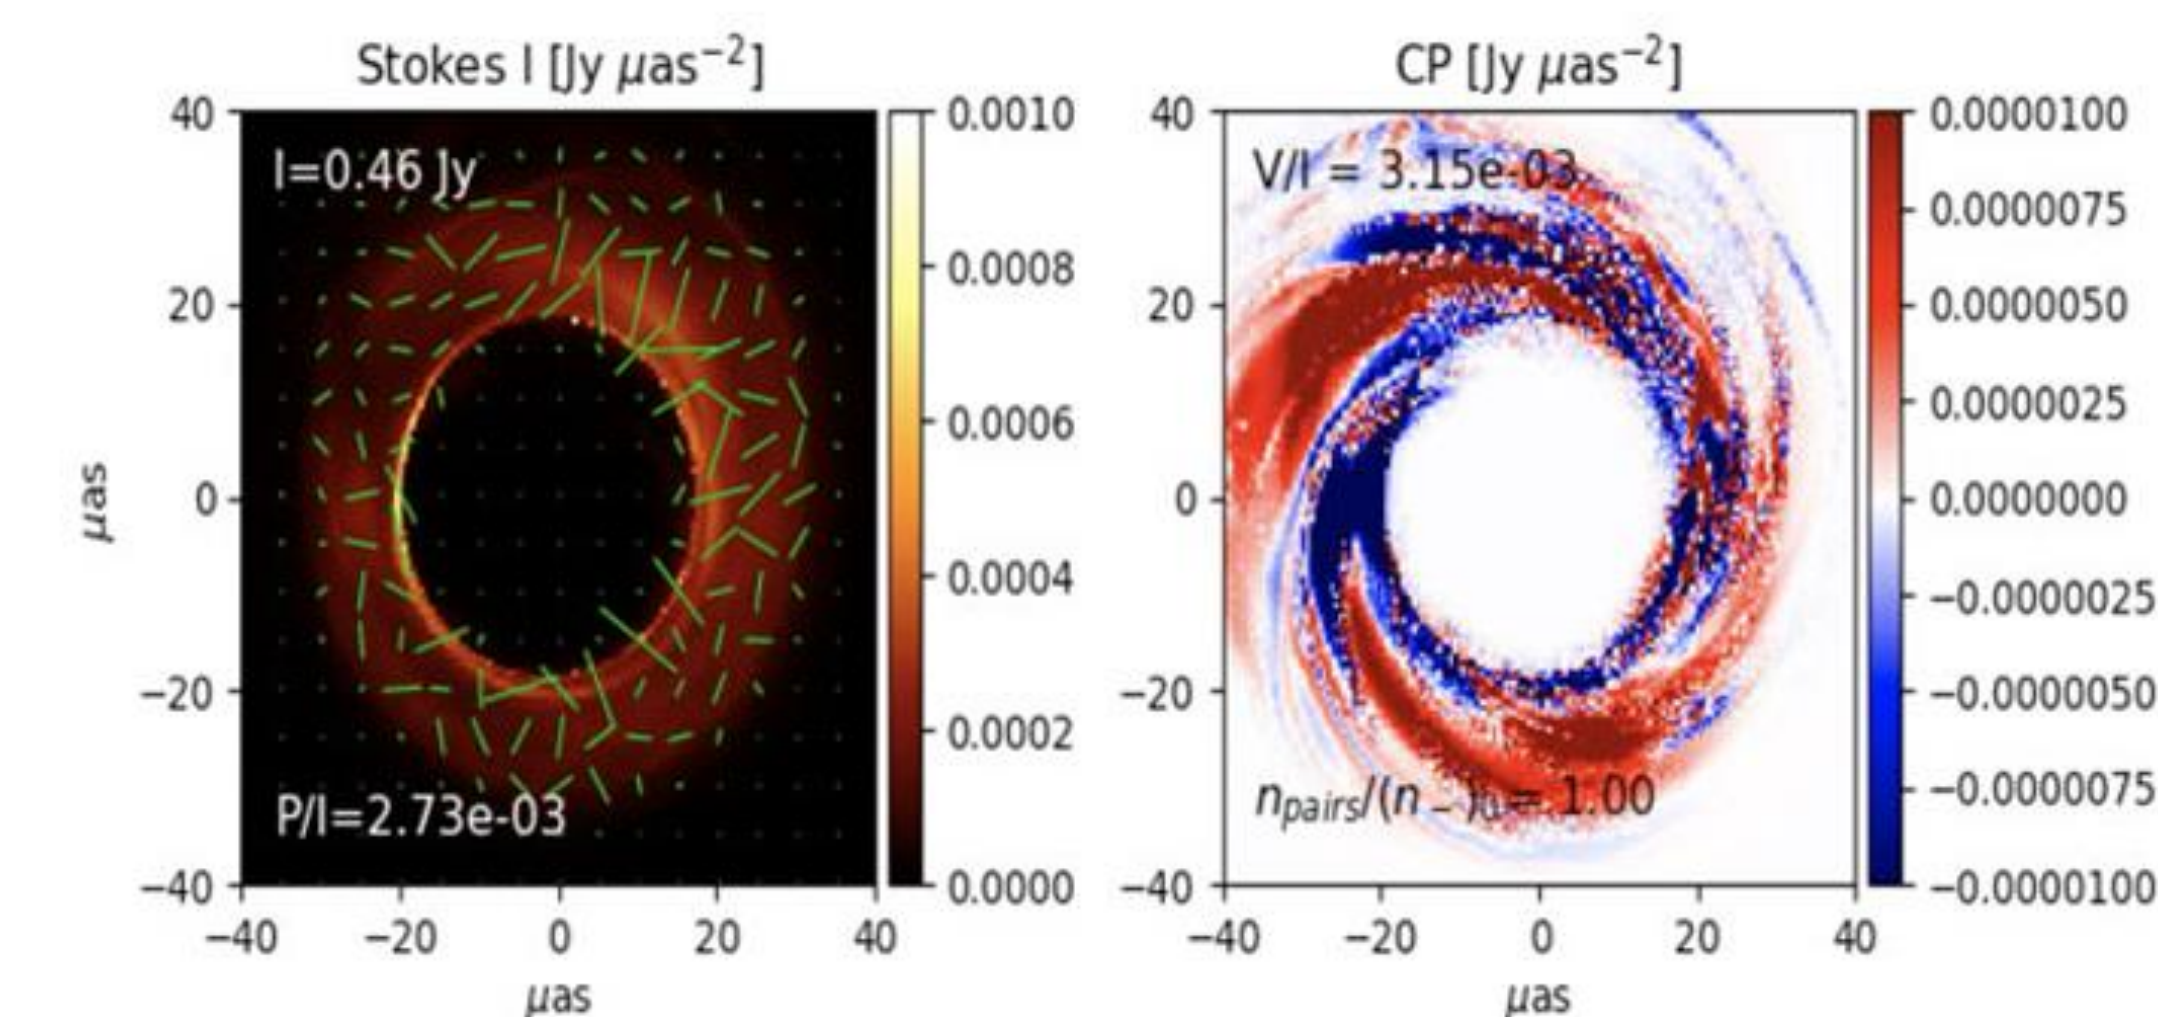 Stokes I [Jy μas⁻²]
I=0.46 Jy
P/I=2.73e-03
40
20
0
−20
−40
−40 −20 0 20 40
μas
μas
0.0010
0.0008
0.0006
0.0004
0.0002
0.0000
CP [Jy μas⁻²]
V/I = 3.15e-03
n_pairs/(n_−)_0 = 1.00
40
20
0
−20
−40
−40 −20 0 20 40
μas
0.0000100
0.0000075
0.0000050
0.0000025
0.0000000
−0.0000025
−0.0000050
−0.0000075
−0.0000100